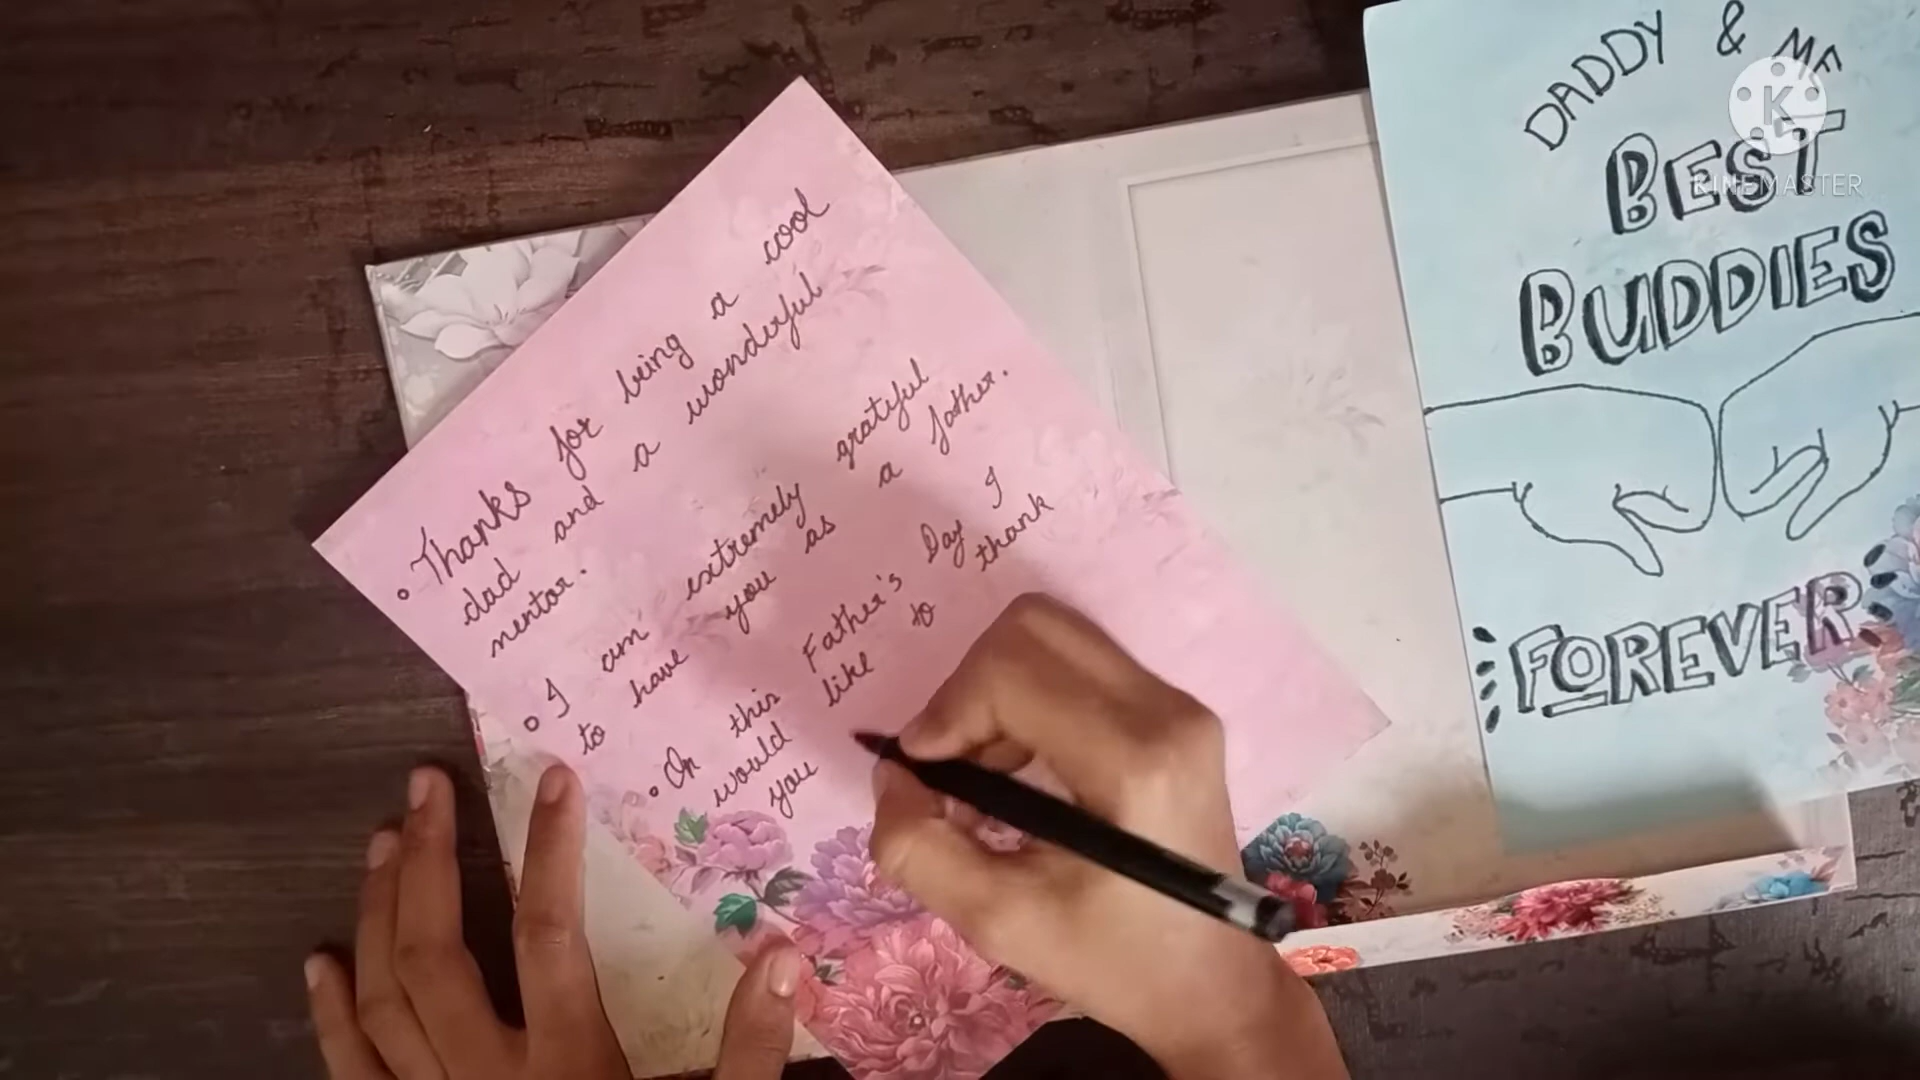 Thanks for being a cool
dad and a wonderful
mentor.
I am extremely grateful
to have you as a father.
On this Father's Day I
would like to thank
you
DADDY & ME
BEST
BUDDIES
FOREVER
K
KINEMASTER